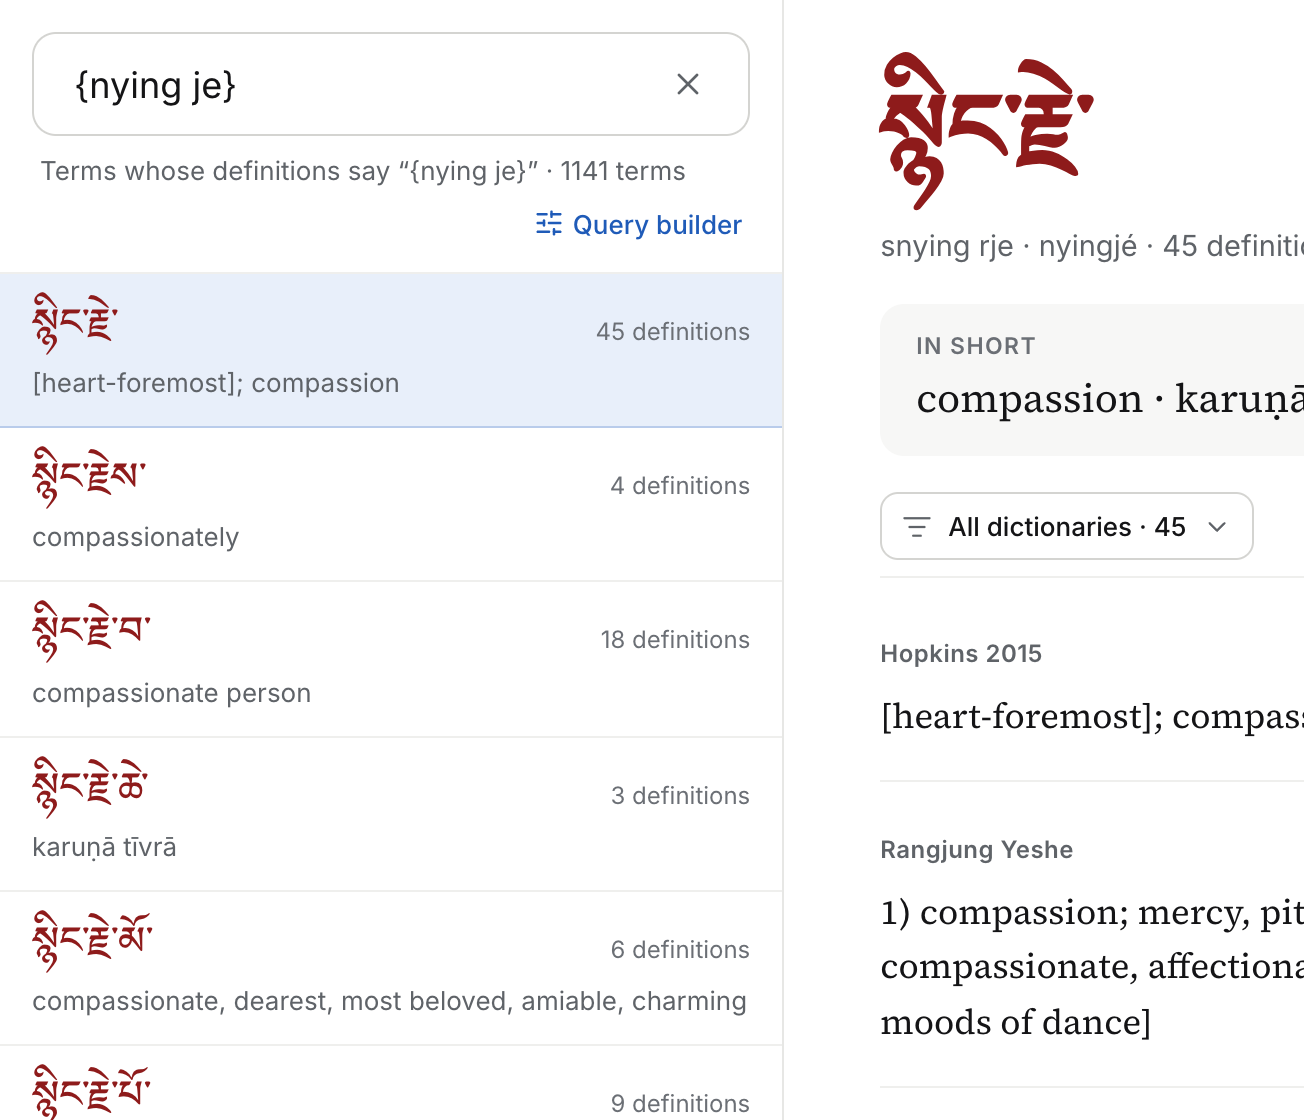 {nying je}
Terms whose definitions say “{nying je}” · 1141 terms
Query builder
སྙིང་རྗེ་
45 definitions
[heart-foremost]; compassion
སྙིང་རྗེས་
4 definitions
compassionately
སྙིང་རྗེ་བ་
18 definitions
compassionate person
སྙིང་རྗེ་ཆེ་
3 definitions
karuṇā tīvrā
སྙིང་རྗེ་མོ་
6 definitions
compassionate, dearest, most beloved, amiable, charming
སྙིང་རྗེ་པོ་
9 definitions
སྙིང་རྗེ་
snying rje · nyingjé · 45 definitio
IN SHORT
compassion · karuṇā
All dictionaries · 45
Hopkins 2015
[heart-foremost]; compass
Rangjung Yeshe
1) compassion; mercy, pit
compassionate, affectiona
moods of dance]